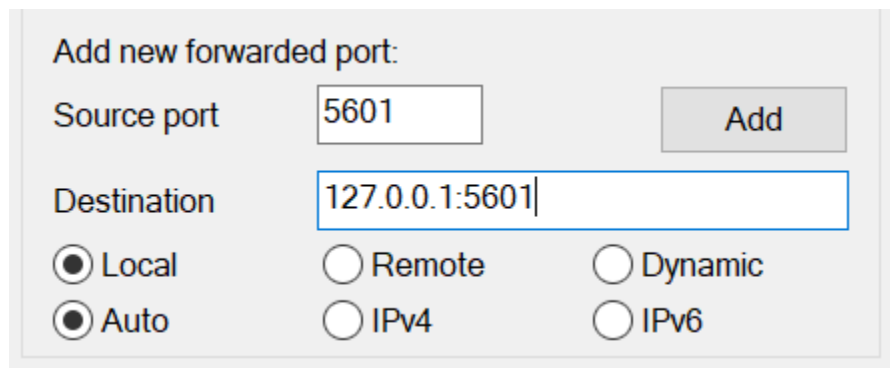 Add new forwarded port:
Source port 5601 Add
Destination 127.0.0.1:5601
Local Remote Dynamic
Auto IPv4 IPv6